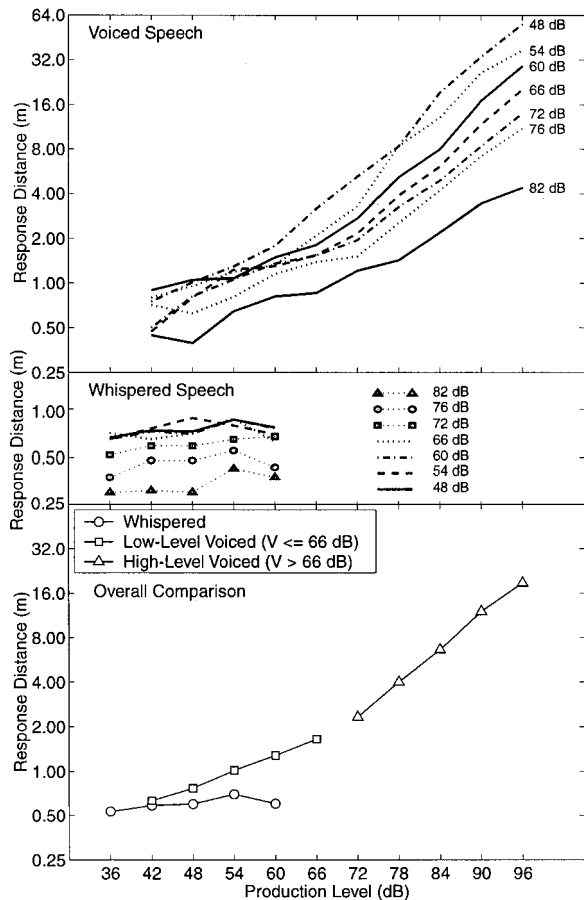 64.0
32.0
16.0
8.00
4.00
2.00
1.00
0.50
0.25
Response Distance (m)
Voiced Speech
48 dB
54 dB
60 dB
66 dB
72 dB
76 dB
82 dB
1.00
0.50
0.25
Response Distance (m)
Whispered Speech
82 dB
76 dB
72 dB
66 dB
60 dB
54 dB
48 dB
Whispered
Low-Level Voiced (V <= 66 dB)
High-Level Voiced (V > 66 dB)
Overall Comparison
32.0
16.0
8.00
4.00
2.00
1.00
0.50
0.25
Response Distance (m)
36 42 48 54 60 66 72 78 84 90 96
Production Level (dB)